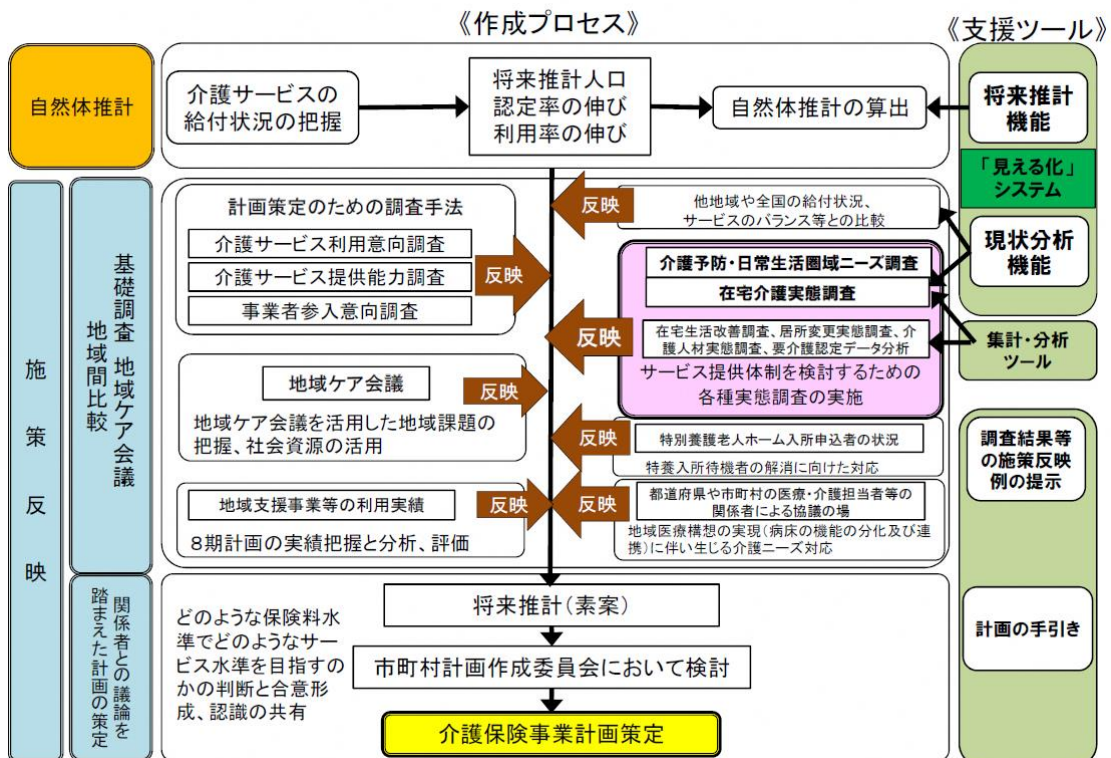 《作成プロセス》
《支援ツール》
自然体推計
介護サービスの
給付状況の把握
将来推計人口
認定率の伸び
利用率の伸び
自然体推計の算出
将来推計
機能
「見える化」
システム
現状分析
機能
集計・分析
ツール
調査結果等
の施策反映
例の提示
計画の手引き
施策反映
基礎調査 地域ケア会議
地域間比較
関係者との議論を
踏まえた計画の策定
計画策定のための調査手法
介護サービス利用意向調査
介護サービス提供能力調査
事業者参入意向調査
反映
反映
他地域や全国の給付状況、
サービスのバランス等との比較
介護予防・日常生活圏域ニーズ調査
在宅介護実態調査
反映
在宅生活改善調査、居所変更実態調査、介
護人材実態調査、要介護認定データ分析
サービス提供体制を検討するための
各種実態調査の実施
地域ケア会議
反映
地域ケア会議を活用した地域課題の
把握、社会資源の活用
反映
特別養護老人ホーム入所申込者の状況
特養入所待機者の解消に向けた対応
地域支援事業等の利用実績
反映
8期計画の実績把握と分析、評価
反映
都道府県や市町村の医療・介護担当者等の
関係者による協議の場
地域医療構想の実現(病床の機能の分化及び連
携)に伴い生じる介護ニーズ対応
どのような保険料水
準でどのようなサー
ビス水準を目指すの
かの判断と合意形
成、認識の共有
将来推計(素案)
市町村計画作成委員会において検討
介護保険事業計画策定